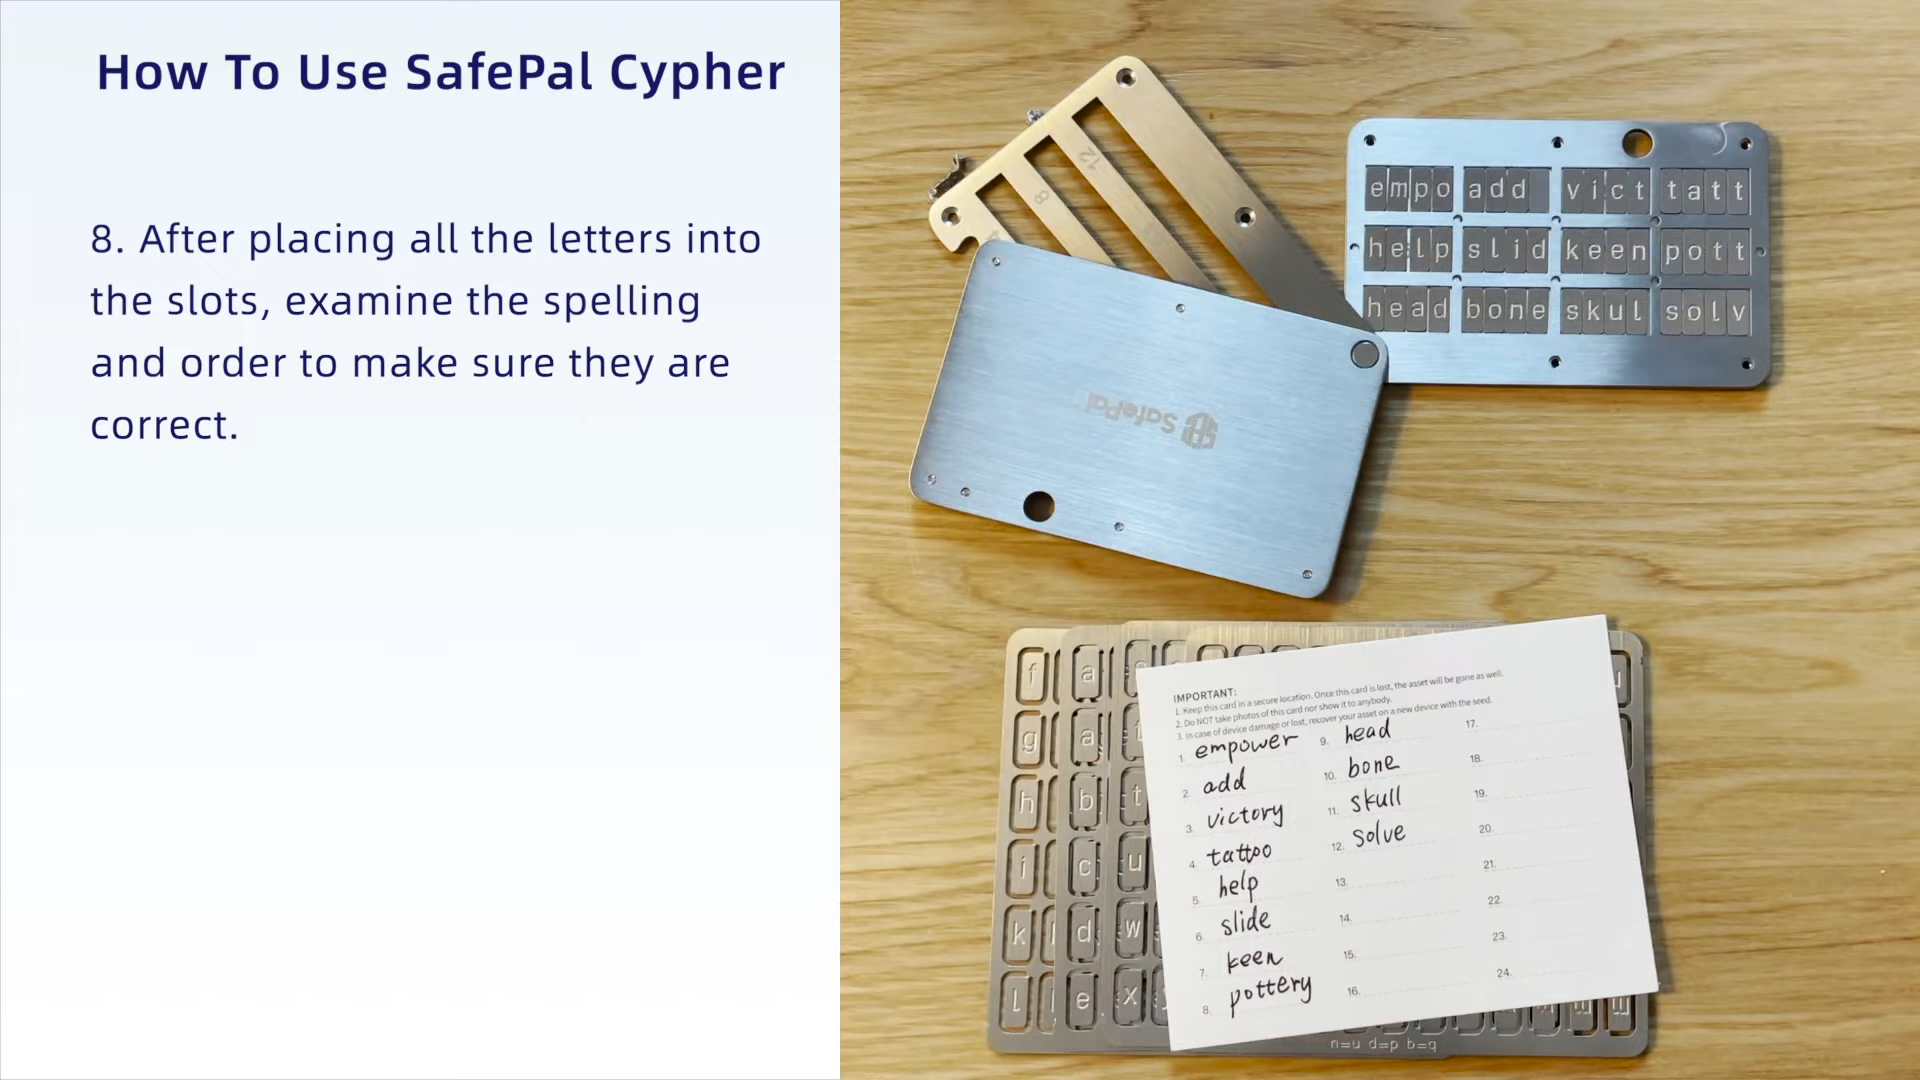 How To Use SafePal Cypher
8. After placing all the letters into
the slots, examine the spelling
and order to make sure they are
correct.
12
8
SafePal
empo add vict tatt
help slid keen pott
head bone skul solv
IMPORTANT:
1. Keep this card in a secure location. Once this card is lost, the asset will be gone as well.
2. Do NOT take photos of this card nor show it to anybody.
3. In case of device damage or lost, recover your asset on a new device with the seed.
1. empower
2. add
3. victory
4. tattoo
5. help
6. slide
7. keen
8. pottery
9. head
10. bone
11. skull
12. solve
13.
14.
15.
16.
17.
18.
19.
20.
21.
22.
23.
24.
f a
g a
h b t
i c u
k d w
l e x
n=u d=p b=q